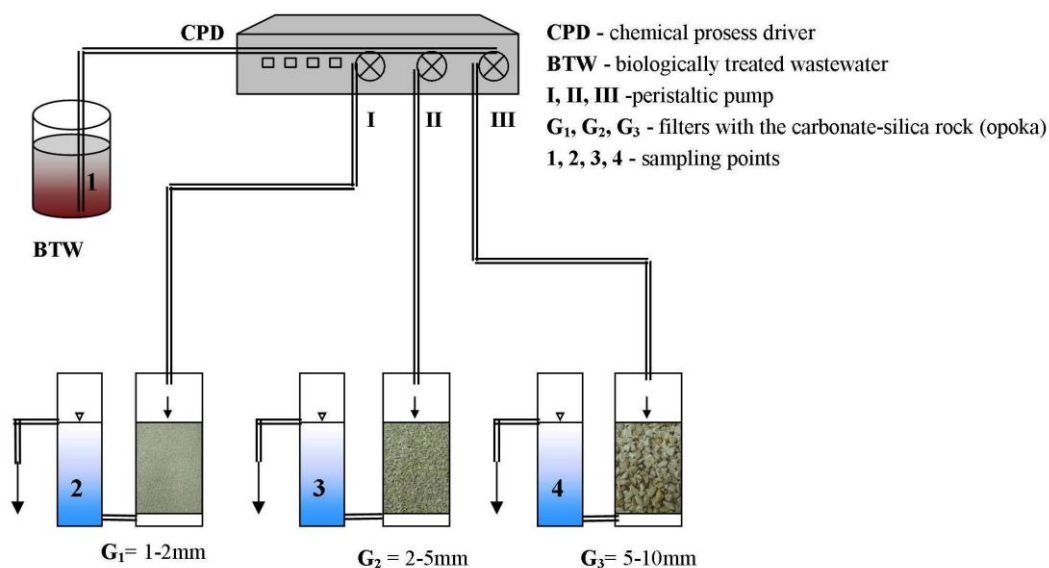 CPD
CPD - chemical prosess driver
BTW - biologically treated wastewater
I, II, III -peristaltic pump
G₁, G₂, G₃ - filters with the carbonate-silica rock (opoka)
1, 2, 3, 4 - sampling points
I
II
III
1
BTW
2
3
4
G₁= 1-2mm
G₂ = 2-5mm
G₃= 5-10mm